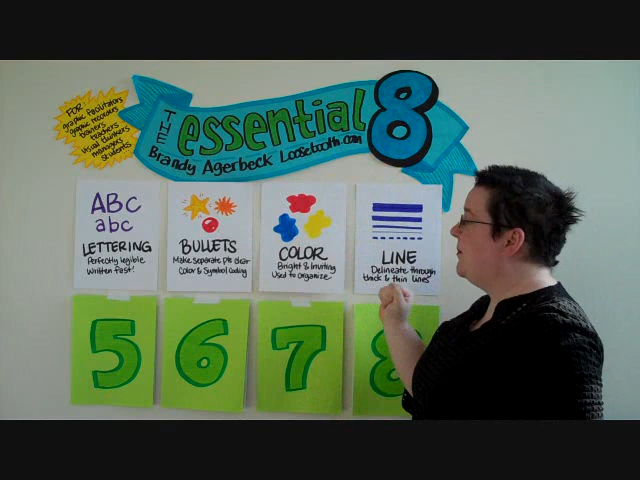 FOR
graphic facilitators
graphic recorders
trainers
teachers
visual thinkers
managers
students
THE essential 8
Brandy Agerbeck Loosetooth.com
ABC
abc
LETTERING
Perfectly legible
Written fast!
BULLETS
Make separate pts clear
Color & Symbol Coding
COLOR
Bright & Inviting
Used to organize
LINE
Delineate through
thick & thin lines
5
6
7
8